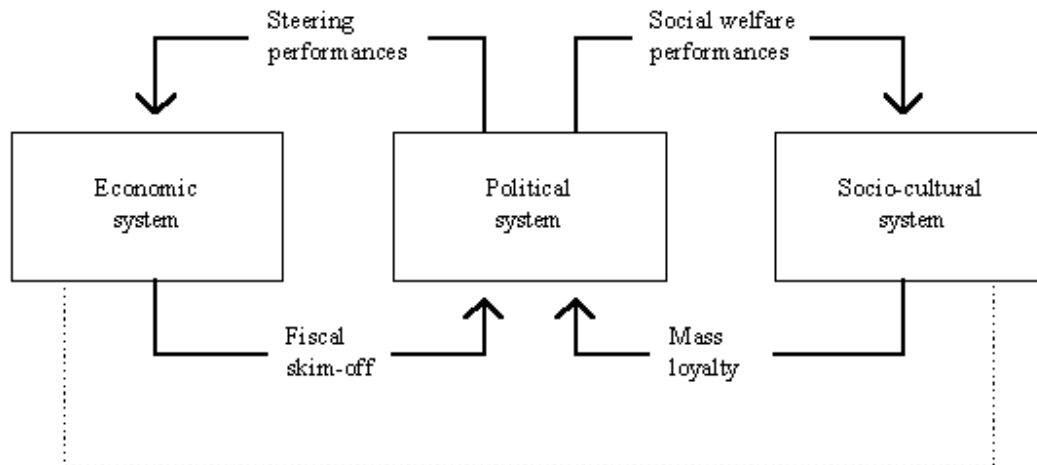 Steering
performances
Social welfare
performances
Economic
system
Political
system
Socio-cultural
system
Fiscal
skim-off
Mass
loyalty